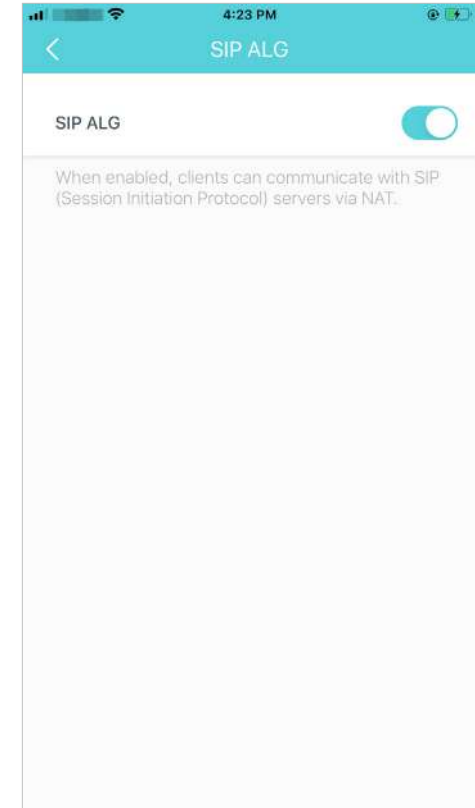 4:23 PM
SIP ALG
SIP ALG
When enabled, clients can communicate with SIP
(Session Initiation Protocol) servers via NAT.